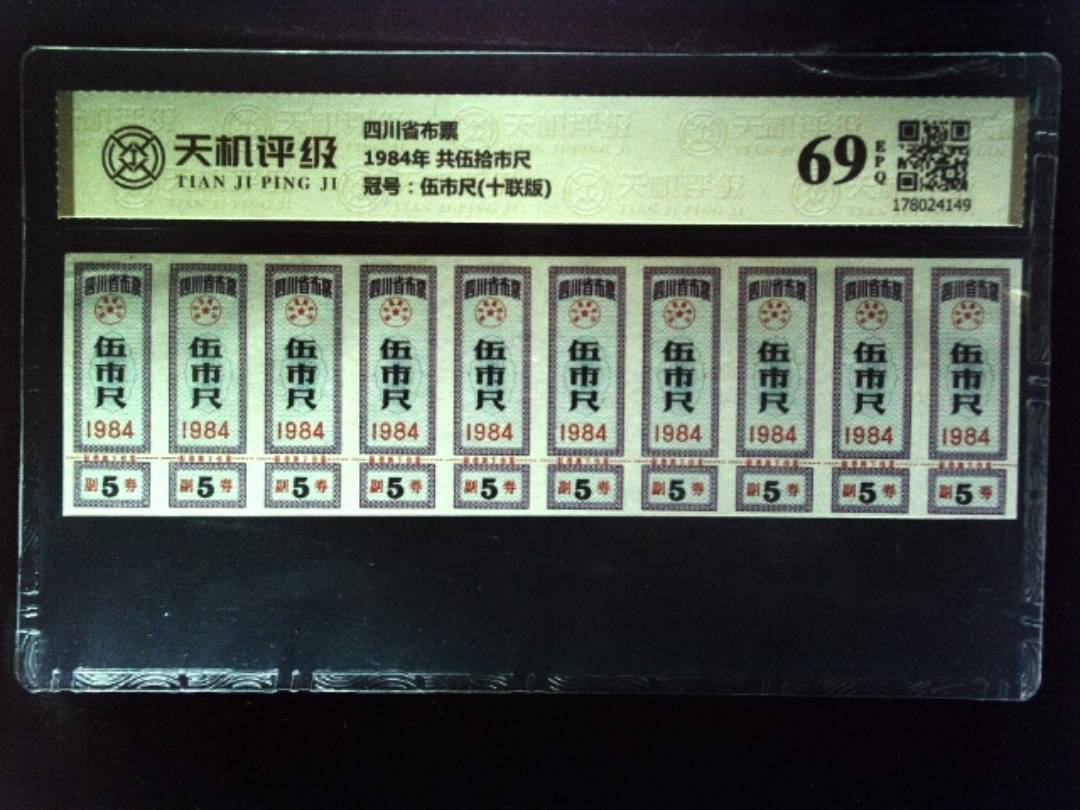 天机评级
TIAN JI PING JI
四川省布票
1984年 共伍拾市尺
冠号:伍市尺(十联版)
69
EPQ
178024149
四川省布票 四川省布票 四川省布票 四川省布票 四川省布票 四川省布票 四川省布票 四川省布票 四川省布票 四川省布票
伍市尺 伍市尺 伍市尺 伍市尺 伍市尺 伍市尺 伍市尺 伍市尺 伍市尺 伍市尺
1984 1984 1984 1984 1984 1984 1984 1984 1984 1984
副5券 副5券 副5券 副5券 副5券 副5券 副5券 副5券 副5券 副5券